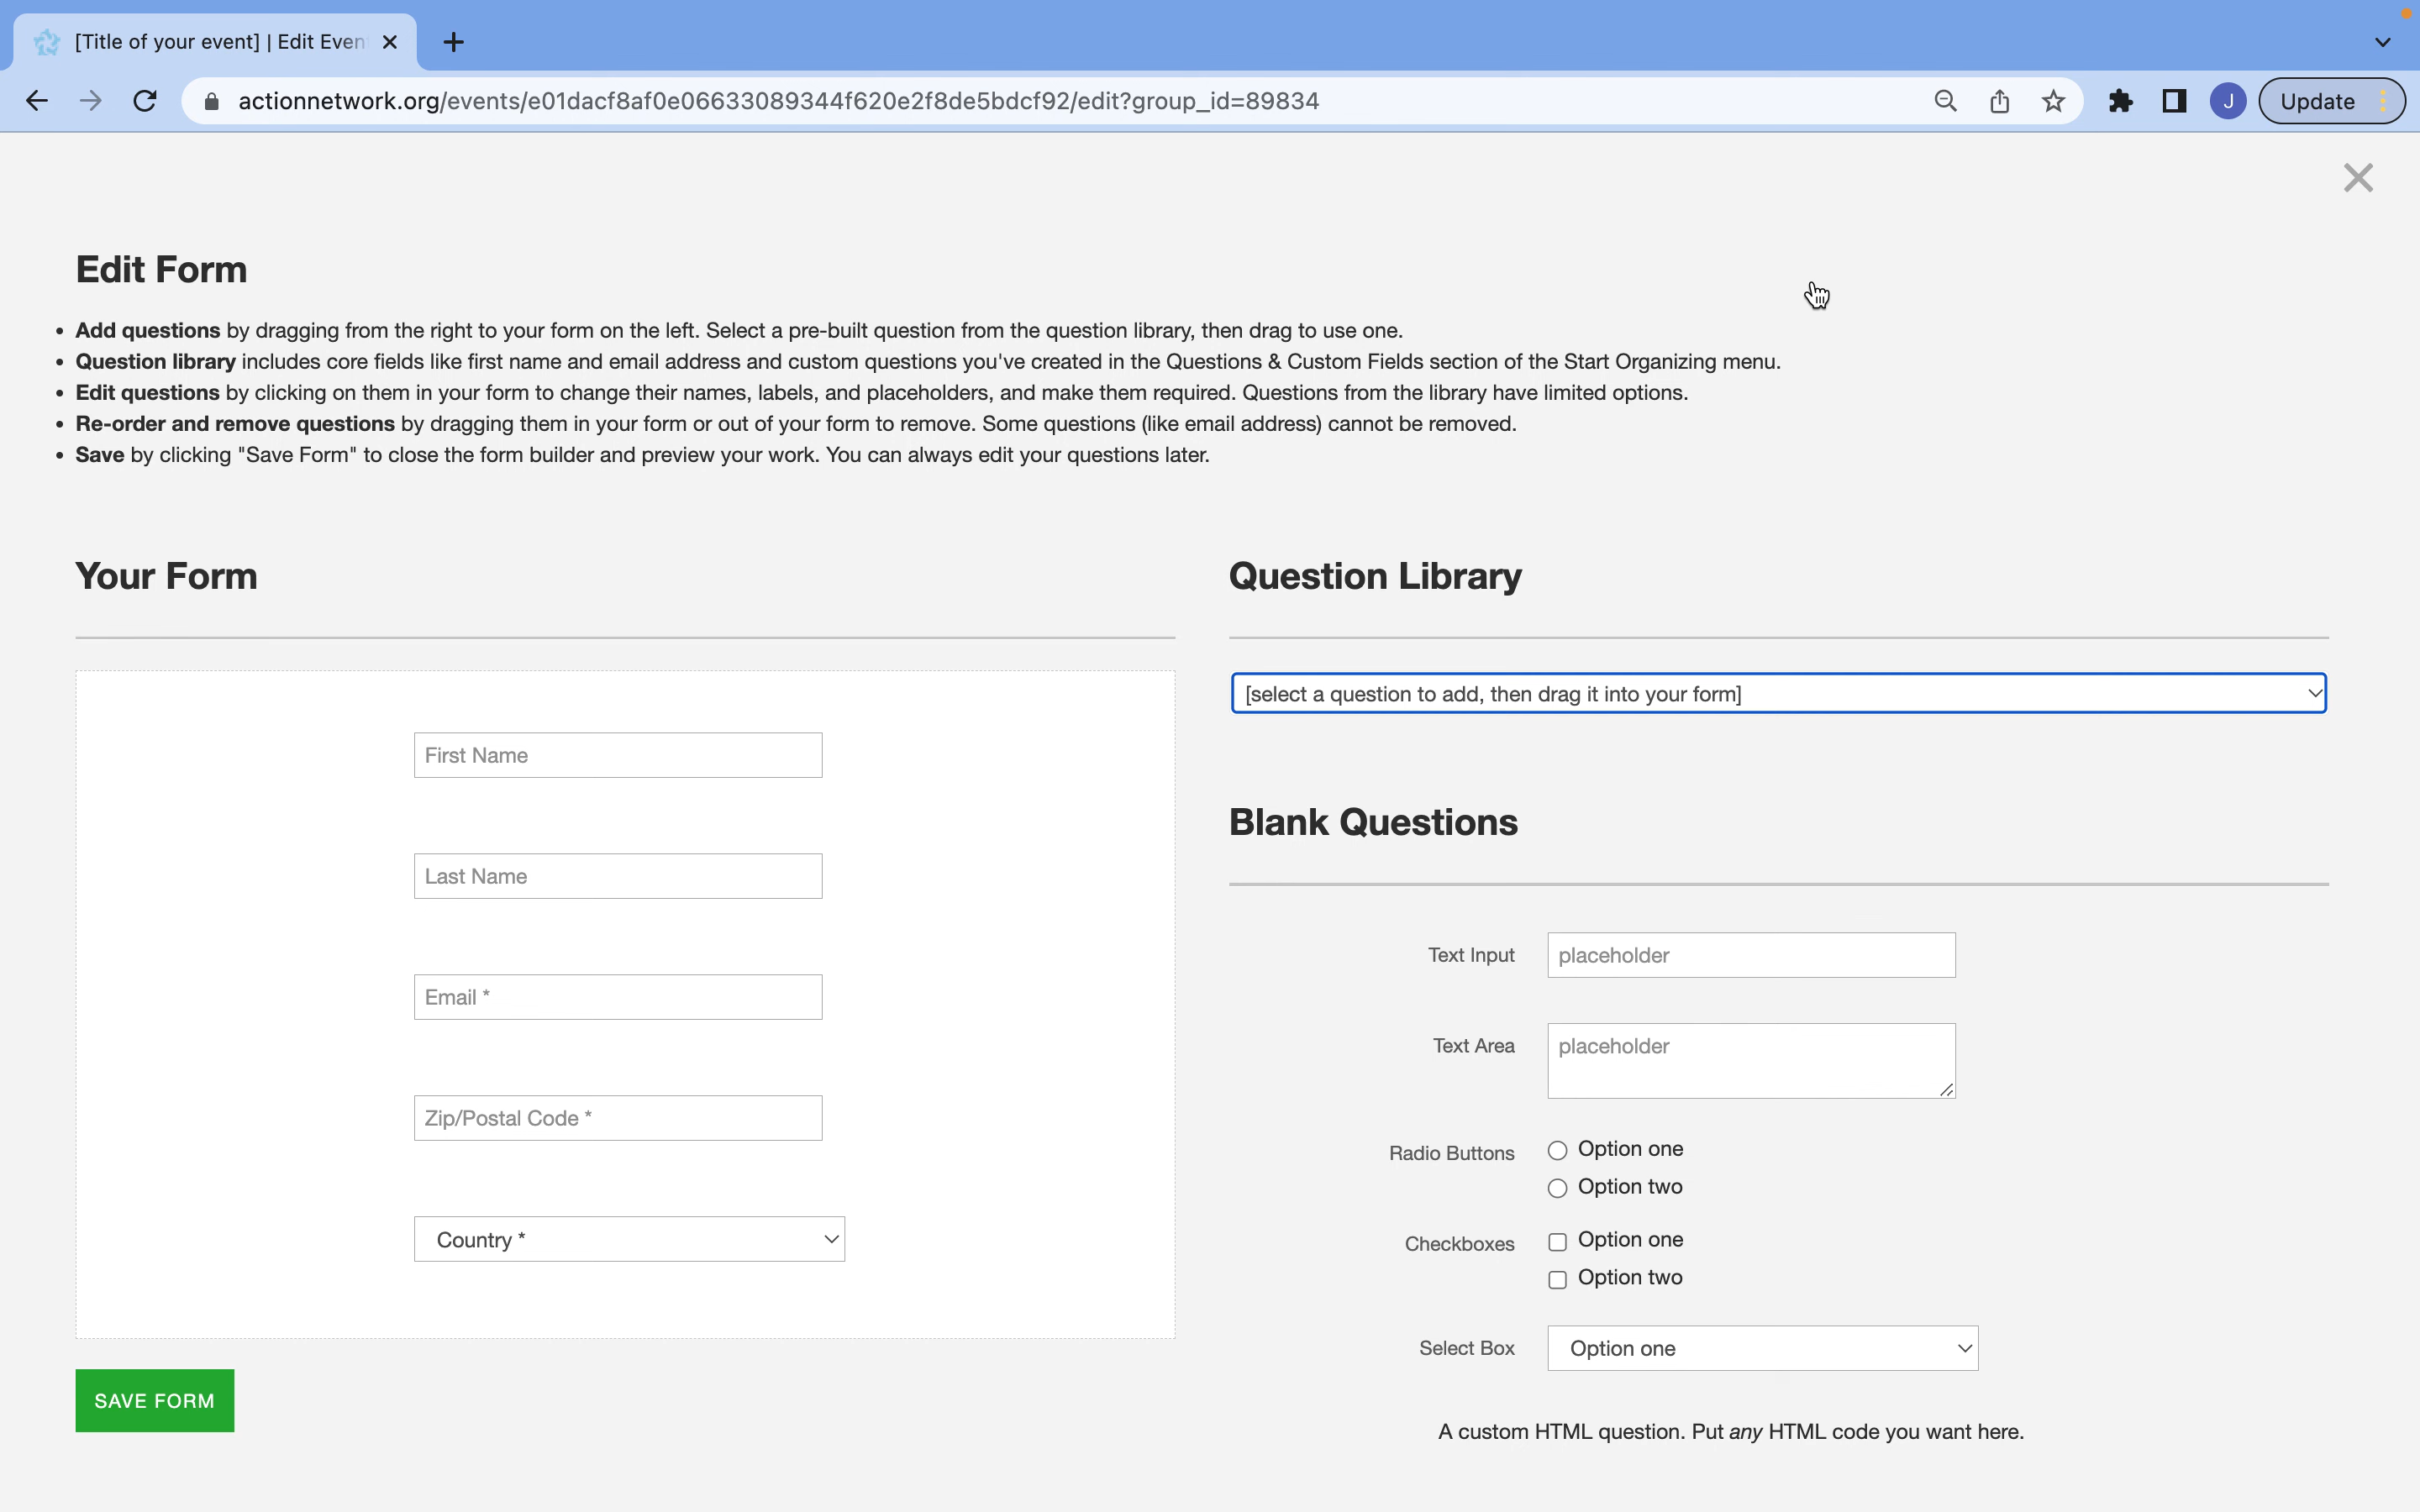 [Title of your event] | Edit Even
actionnetwork.org/events/e01dacf8af0e06633089344f620e2f8de5bdcf92/edit?group_id=89834
J
Update
Edit Form
• Add questions by dragging from the right to your form on the left. Select a pre-built question from the question library, then drag to use one.
• Question library includes core fields like first name and email address and custom questions you've created in the Questions & Custom Fields section of the Start Organizing menu.
• Edit questions by clicking on them in your form to change their names, labels, and placeholders, and make them required. Questions from the library have limited options.
• Re-order and remove questions by dragging them in your form or out of your form to remove. Some questions (like email address) cannot be removed.
• Save by clicking "Save Form" to close the form builder and preview your work. You can always edit your questions later.
Your Form
First Name
Last Name
Email *
Zip/Postal Code *
Country *
SAVE FORM
Question Library
[select a question to add, then drag it into your form]
Blank Questions
Text Input placeholder
Text Area placeholder
Radio Buttons Option one
Option two
Checkboxes Option one
Option two
Select Box Option one
A custom HTML question. Put any HTML code you want here.